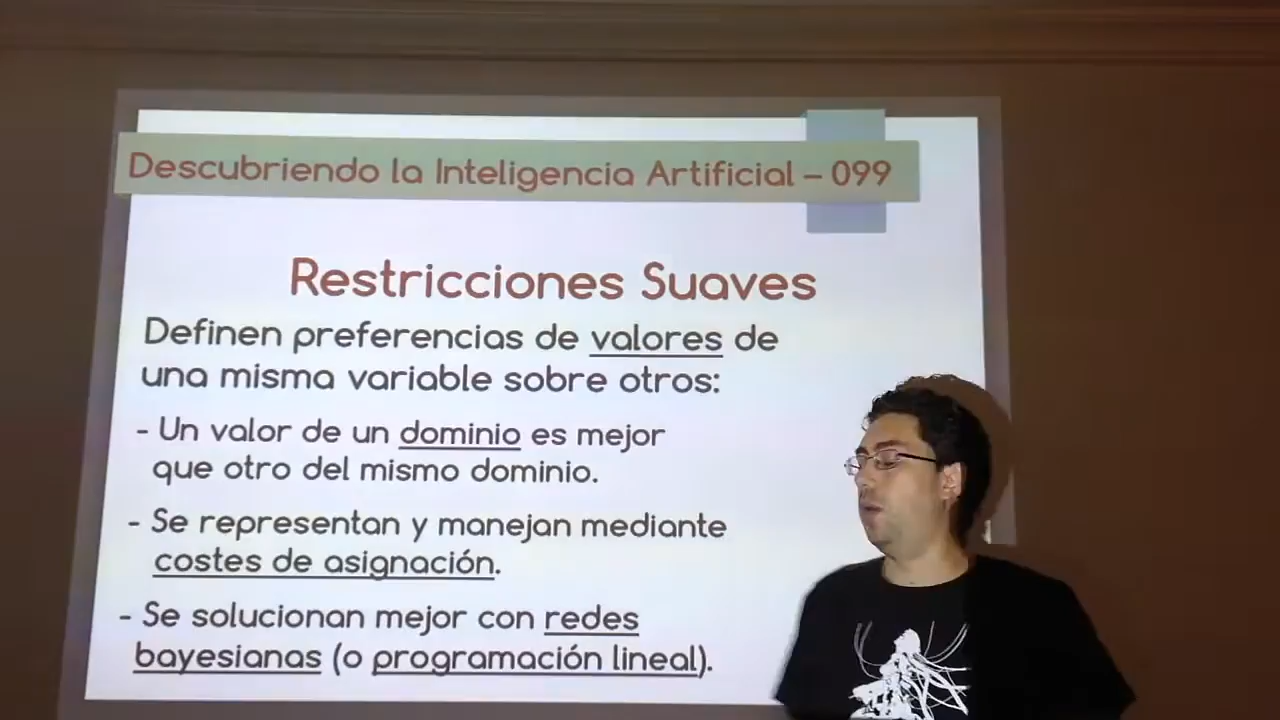 Descubriendo la Inteligencia Artificial – 099
Restricciones Suaves
Definen preferencias de valores de
una misma variable sobre otros:
- Un valor de un dominio es mejor
que otro del mismo dominio.
- Se representan y manejan mediante
costes de asignación.
- Se solucionan mejor con redes
bayesianas (o programación lineal).